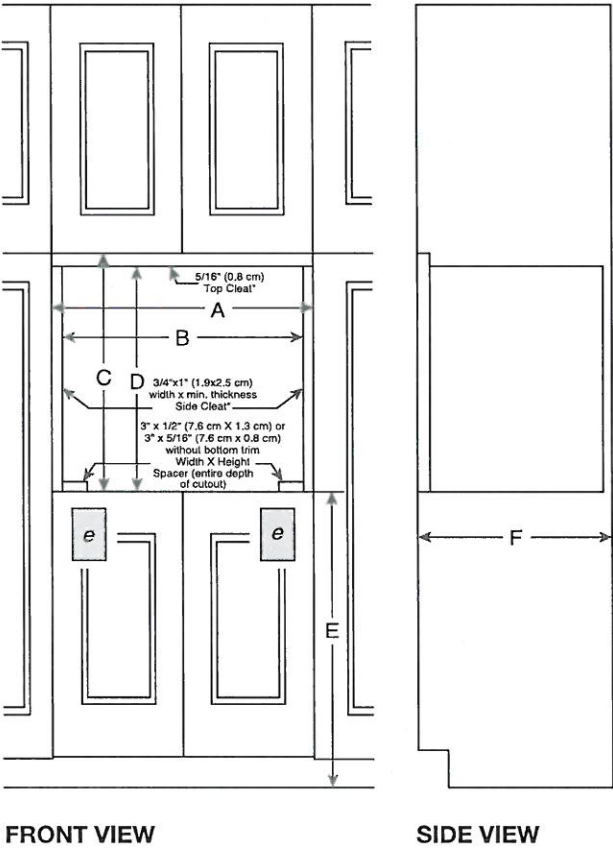 5/16" (0.8 cm)
Top Cleat*
A
B
C
D
3/4"x1" (1.9x2.5 cm)
width x min. thickness
Side Cleat*
3" x 1/2" (7.6 cm X 1.3 cm) or
3" x 5/16" (7.6 cm x 0.8 cm)
without bottom trim
Width X Height
Spacer (entire depth
of cutout)
e
e
F
E
FRONT VIEW
SIDE VIEW